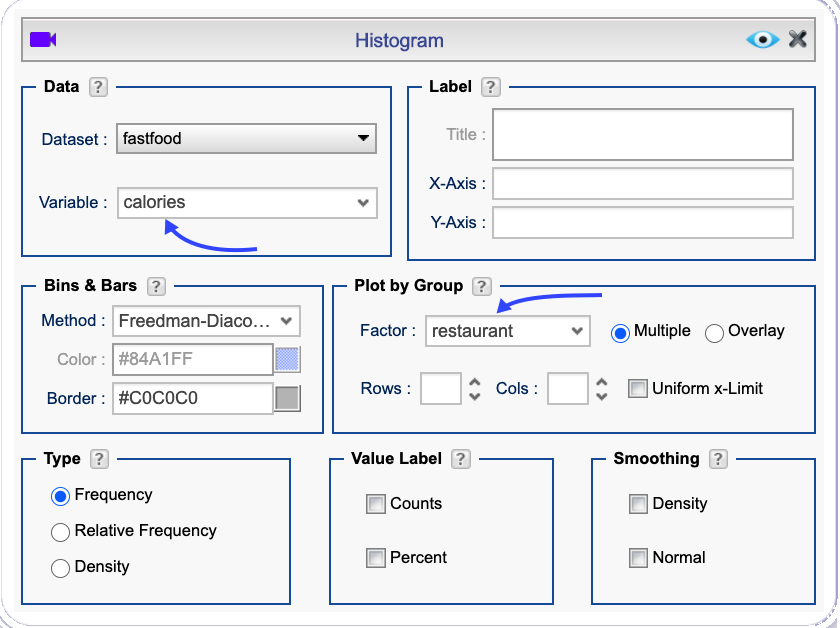 Histogram
Data ?
Dataset : fastfood
Variable : calories
Label ?
Title :
X-Axis :
Y-Axis :
Bins & Bars ?
Method : Freedman-Diaco...
Color : #84A1FF
Border : #C0C0C0
Plot by Group ?
Factor : restaurant Multiple Overlay
Rows : Cols : Uniform x-Limit
Type ?
Frequency
Relative Frequency
Density
Value Label ?
Counts
Percent
Smoothing ?
Density
Normal